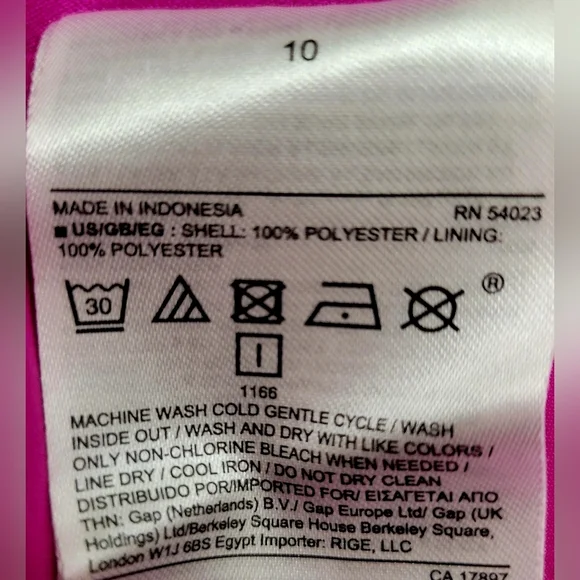 10
MADE IN INDONESIA RN 54023
US/GB/EG : SHELL: 100% POLYESTER / LINING:
100% POLYESTER
30
®
1166
MACHINE WASH COLD GENTLE CYCLE / WASH
INSIDE OUT / WASH AND DRY WITH LIKE COLORS /
ONLY NON-CHLORINE BLEACH WHEN NEEDED /
LINE DRY / COOL IRON / DO NOT DRY CLEAN
DISTRIBUIDO POR/IMPORTED FOR/ ΕΙΣΑΓΕΤΑΙ ΑΠΟ
ΤΗΝ: Gap (Netherlands) B.V./ Gap Europe Ltd/ Gap (UK
Holdings) Ltd/Berkeley Square House Berkeley Square,
London W1J 6BS Egypt Importer: RIGE, LLC
CA 17897